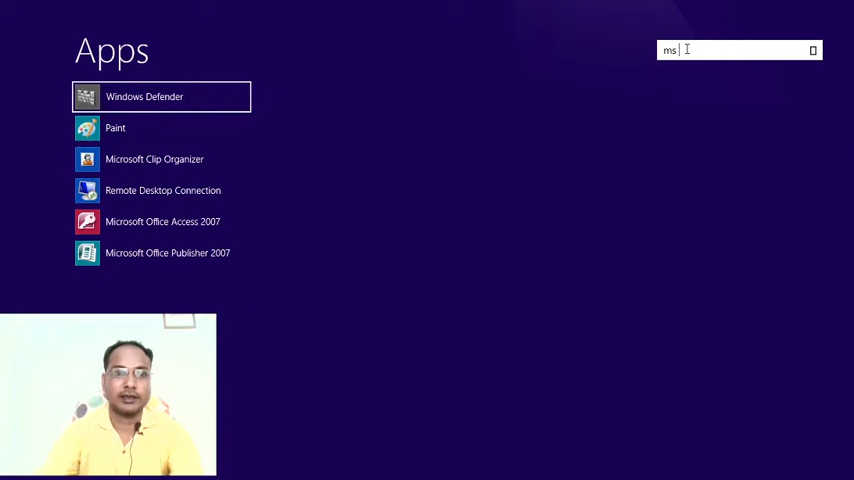 Apps
ms
Windows Defender
Paint
Microsoft Clip Organizer
Remote Desktop Connection
Microsoft Office Access 2007
Microsoft Office Publisher 2007